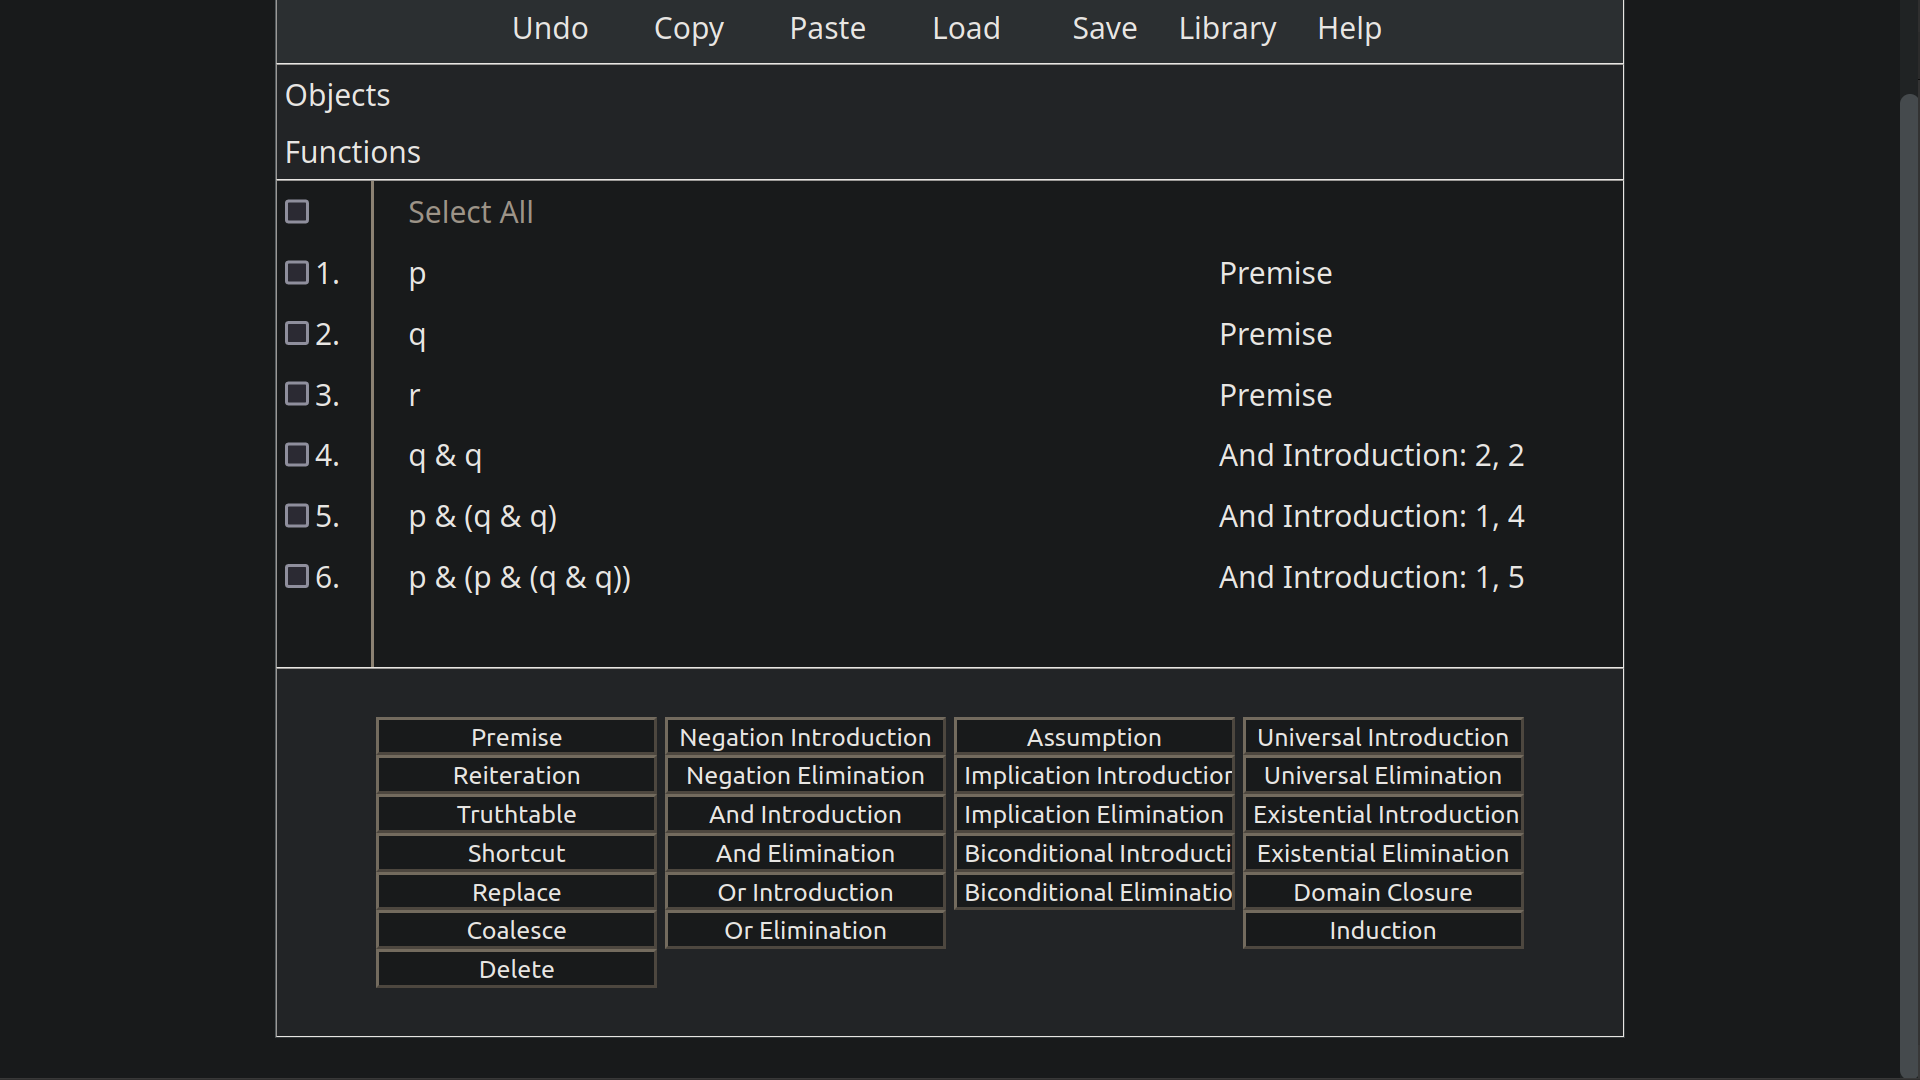 Undo Copy Paste Load Save Library Help
Objects
Functions
Select All
1. p Premise
2. q Premise
3. r Premise
4. q & q And Introduction: 2, 2
5. p & (q & q) And Introduction: 1, 4
6. p & (p & (q & q)) And Introduction: 1, 5
Premise Negation Introduction Assumption Universal Introduction
Reiteration Negation Elimination Implication Introduction Universal Elimination
Truthtable And Introduction Implication Elimination Existential Introduction
Shortcut And Elimination Biconditional Introducti Existential Elimination
Replace Or Introduction Biconditional Eliminatio Domain Closure
Coalesce Or Elimination Induction
Delete